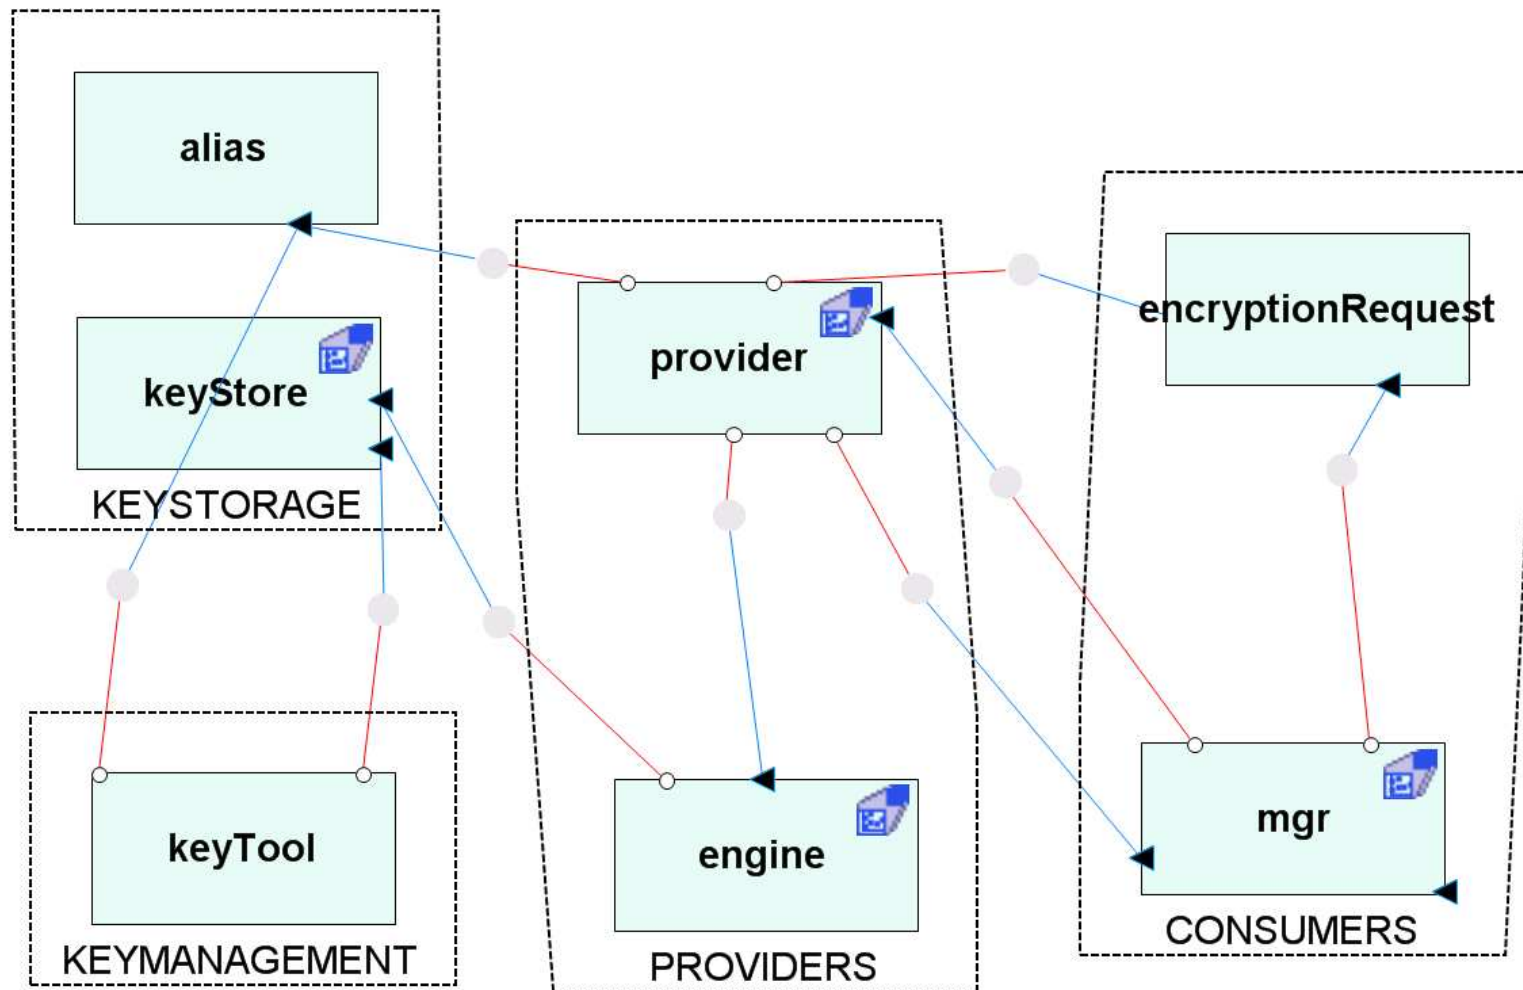 alias
keyStore
KEYSTORAGE
keyTool
KEYMANAGEMENT
provider
engine
PROVIDERS
encryptionRequest
mgr
CONSUMERS